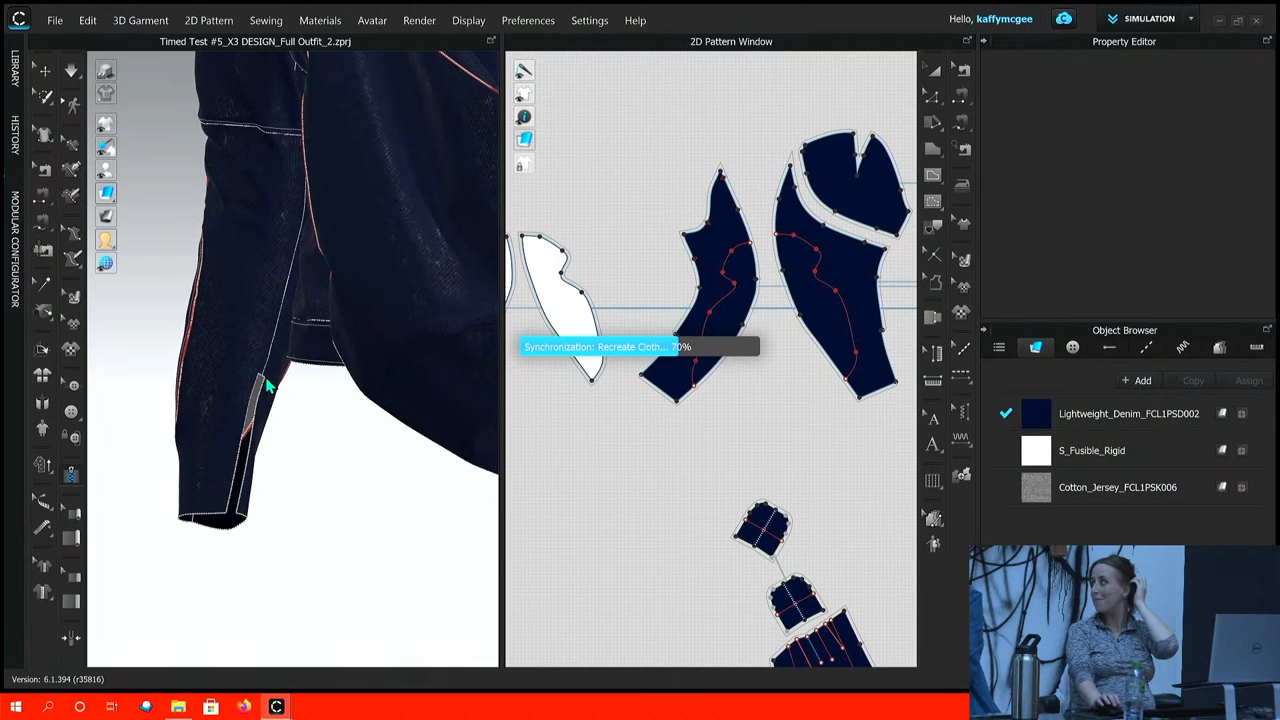 File Edit 3D Garment 2D Pattern Sewing Materials Avatar Render Display Preferences Settings Help
Hello, kaffymcgee
SIMULATION
Timed Test #5_X3 DESIGN_Full Outfit_2.zprj
2D Pattern Window
Property Editor
LIBRARY
HISTORY
MODULAR CONFIGURATOR
Object Browser
Synchronization: Recreate Cloth... 70%
+ Add Copy Assign
Lightweight_Denim_FCL1PSD002
S_Fusible_Rigid
Cotton_Jersey_FCL1PSK006
Version: 6.1.394 (r35816)